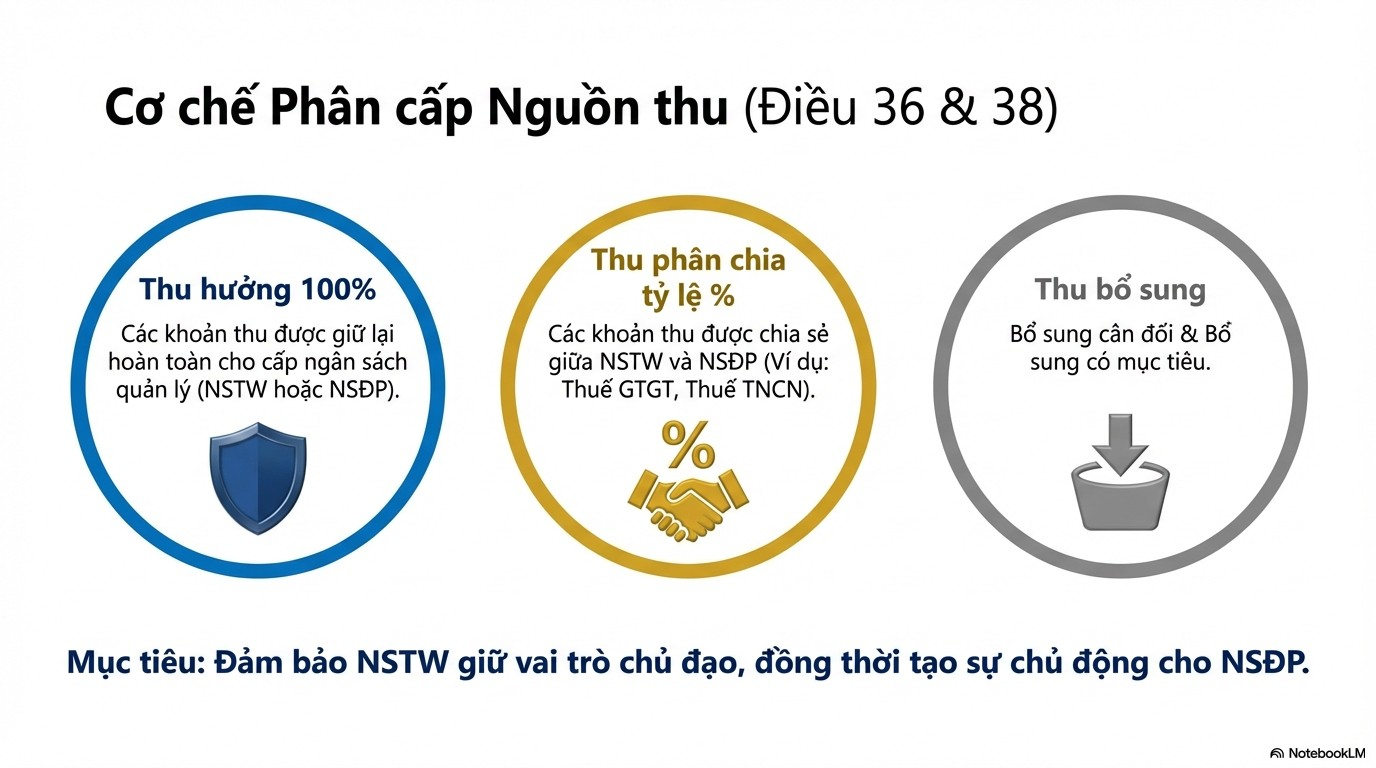 Cơ chế Phân cấp Nguồn thu (Điều 36 & 38)
Thu hưởng 100%
Các khoản thu được giữ lại
hoàn toàn cho cấp ngân sách
quản lý (NSTW hoặc NSĐP).
Thu phân chia
tỷ lệ %
Các khoản thu được chia sẻ
giữa NSTW và NSĐP (Ví dụ:
Thuế GTGT, Thuế TNCN).
%
Thu bổ sung
Bổ sung cân đối & Bổ
sung có mục tiêu.
Mục tiêu: Đảm bảo NSTW giữ vai trò chủ đạo, đồng thời tạo sự chủ động cho NSĐP.
NotebookLM